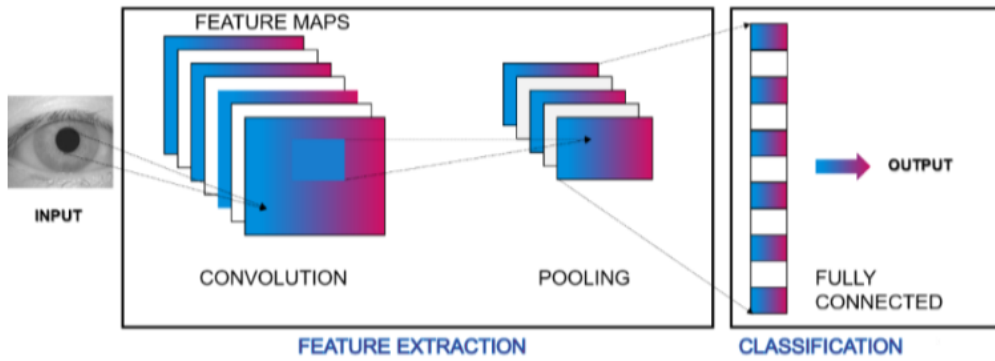 FEATURE MAPS
INPUT
CONVOLUTION
POOLING
OUTPUT
FULLY
CONNECTED
FEATURE EXTRACTION
CLASSIFICATION